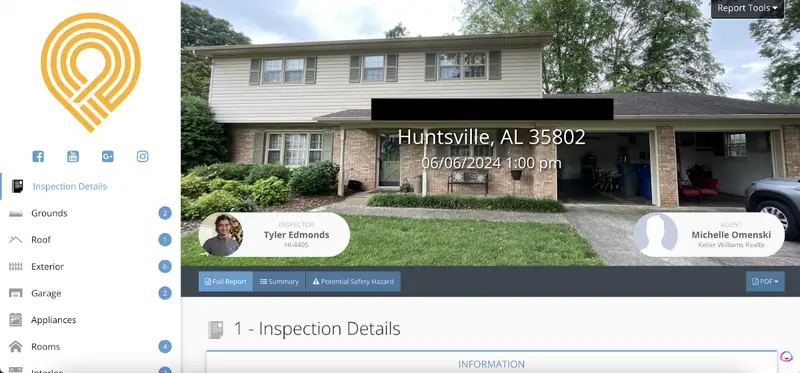 Report Tools
Huntsville, AL 35802
06/06/2024 1:00 pm
INSPECTOR
Tyler Edmonds
HI-4405
AGENT
Michelle Omenski
Keller Williams Realty
Inspection Details
Grounds 2
Roof 1
Exterior 6
Garage 2
Appliances
Rooms 4
Interior
Full Report
Summary
Potential Safety Hazard
PDF
1 - Inspection Details
INFORMATION